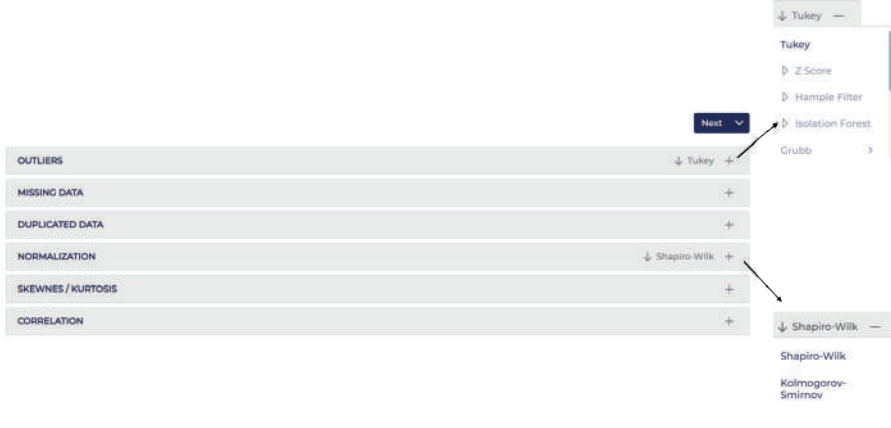 Tukey
Tukey
Z Score
Hample Filter
Isolation Forest
Grubb
Next
OUTLIERS Tukey
MISSING DATA
DUPLICATED DATA
NORMALIZATION Shapiro-Wilk
SKEWNES / KURTOSIS
CORRELATION
Shapiro-Wilk
Shapiro-Wilk
Kolmogorov-
Smirnov